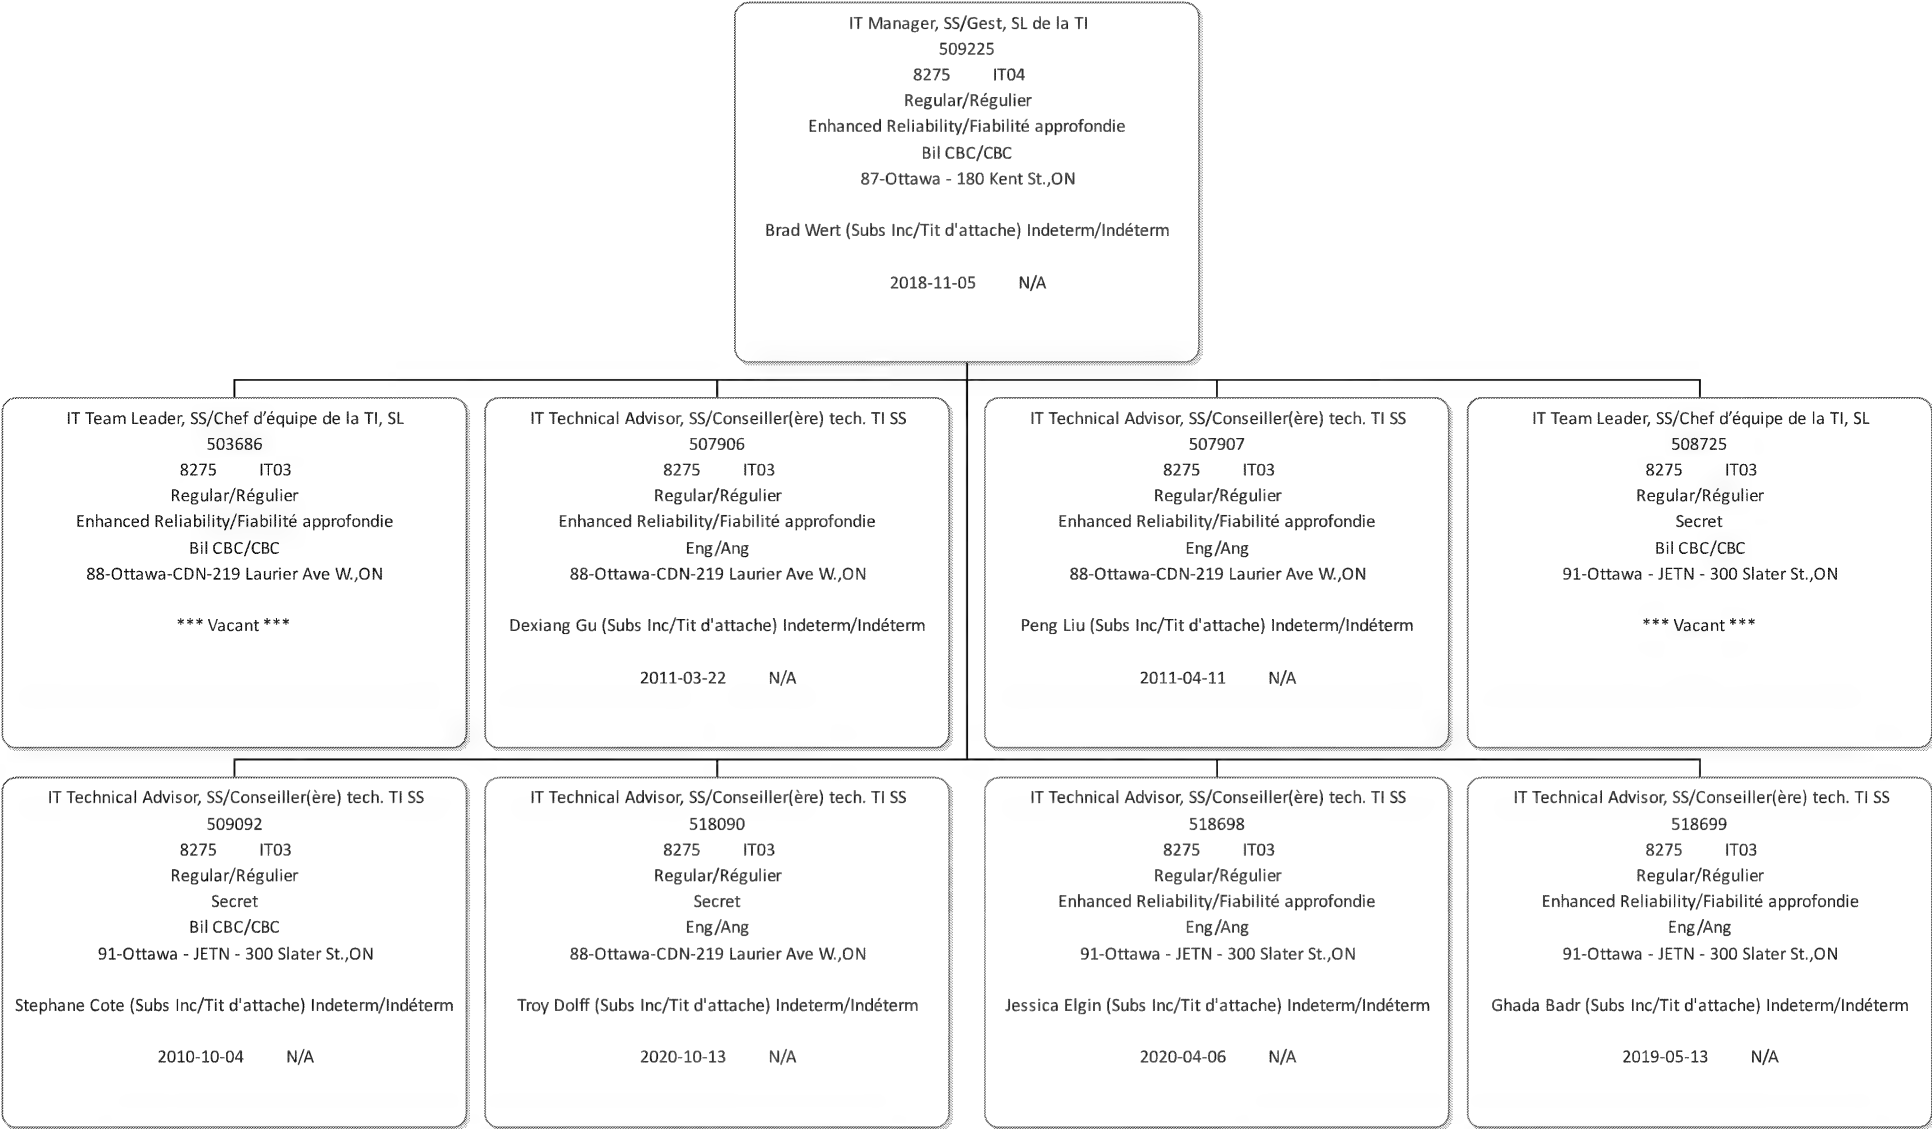 IT Manager, SS/Gest, SL de la TI
509225
8275 IT04
Regular/Régulier
Enhanced Reliability/Fiabilité approfondie
Bil CBC/CBC
87-Ottawa - 180 Kent St.,ON
Brad Wert (Subs Inc/Tit d'attache) Indeterm/Indéterm
2018-11-05 N/A
IT Team Leader, SS/Chef d’équipe de la TI, SL
503686
8275 IT03
Regular/Régulier
Enhanced Reliability/Fiabilité approfondie
Bil CBC/CBC
88-Ottawa-CDN-219 Laurier Ave W.,ON
*** Vacant ***
IT Technical Advisor, SS/Conseiller(ère) tech. TI SS
507906
8275 IT03
Regular/Régulier
Enhanced Reliability/Fiabilité approfondie
Eng/Ang
88-Ottawa-CDN-219 Laurier Ave W.,ON
Dexiang Gu (Subs Inc/Tit d'attache) Indeterm/Indéterm
2011-03-22 N/A
IT Technical Advisor, SS/Conseiller(ère) tech. TI SS
507907
8275 IT03
Regular/Régulier
Enhanced Reliability/Fiabilité approfondie
Eng/Ang
88-Ottawa-CDN-219 Laurier Ave W.,ON
Peng Liu (Subs Inc/Tit d'attache) Indeterm/Indéterm
2011-04-11 N/A
IT Team Leader, SS/Chef d’équipe de la TI, SL
508725
8275 IT03
Regular/Régulier
Secret
Bil CBC/CBC
91-Ottawa - JETN - 300 Slater St.,ON
*** Vacant ***
IT Technical Advisor, SS/Conseiller(ère) tech. TI SS
509092
8275 IT03
Regular/Régulier
Secret
Bil CBC/CBC
91-Ottawa - JETN - 300 Slater St.,ON
Stephane Cote (Subs Inc/Tit d'attache) Indeterm/Indéterm
2010-10-04 N/A
IT Technical Advisor, SS/Conseiller(ère) tech. TI SS
518090
8275 IT03
Regular/Régulier
Secret
Eng/Ang
88-Ottawa-CDN-219 Laurier Ave W.,ON
Troy Dolff (Subs Inc/Tit d'attache) Indeterm/Indéterm
2020-10-13 N/A
IT Technical Advisor, SS/Conseiller(ère) tech. TI SS
518698
8275 IT03
Regular/Régulier
Enhanced Reliability/Fiabilité approfondie
Eng/Ang
91-Ottawa - JETN - 300 Slater St.,ON
Jessica Elgin (Subs Inc/Tit d'attache) Indeterm/Indéterm
2020-04-06 N/A
IT Technical Advisor, SS/Conseiller(ère) tech. TI SS
518699
8275 IT03
Regular/Régulier
Enhanced Reliability/Fiabilité approfondie
Eng/Ang
91-Ottawa - JETN - 300 Slater St.,ON
Ghada Badr (Subs Inc/Tit d'attache) Indeterm/Indéterm
2019-05-13 N/A